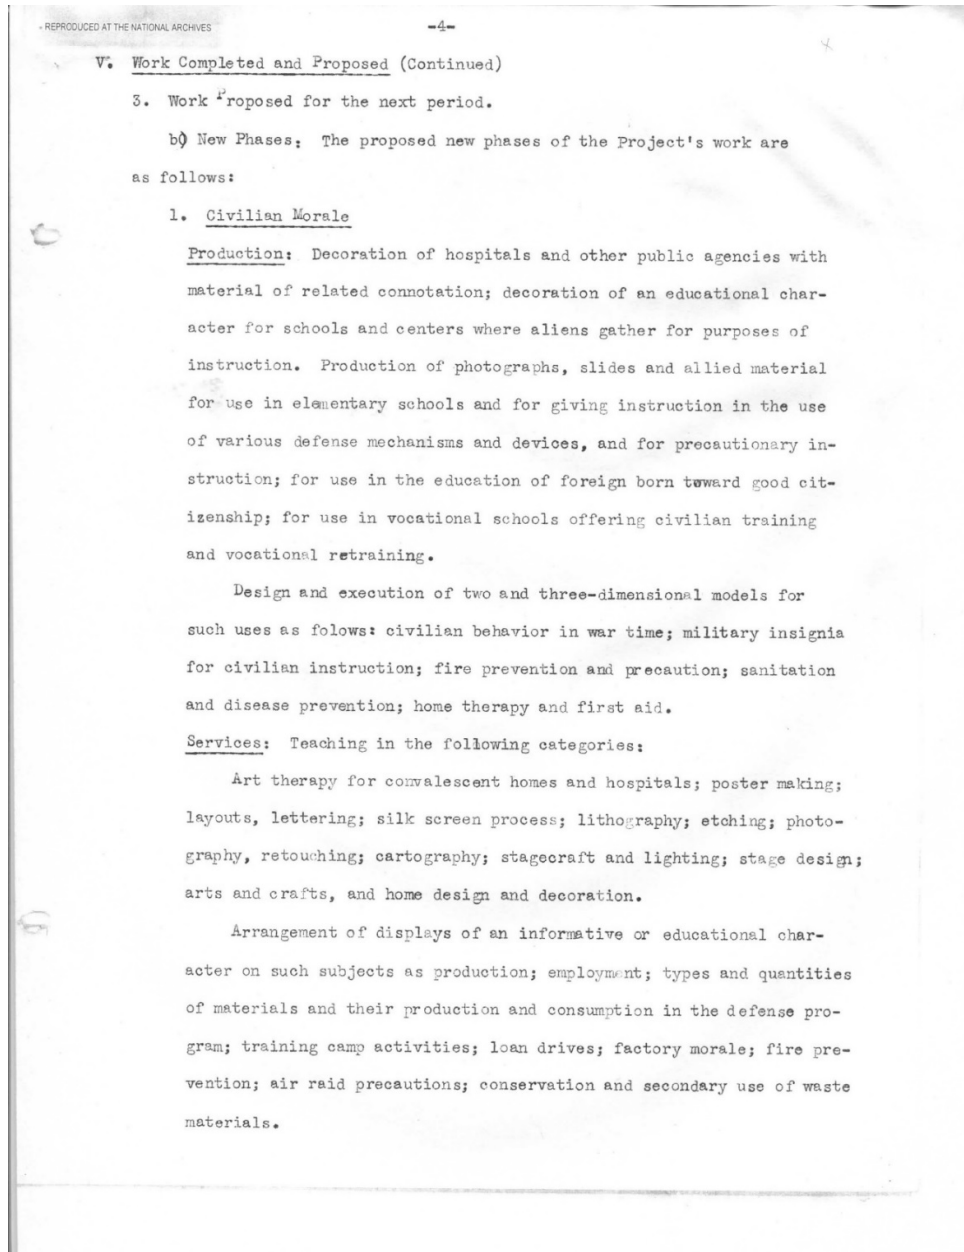 - REPRODUCED AT THE NATIONAL ARCHIVES
-4-
V. Work Completed and Proposed (Continued)
3. Work Proposed for the next period.
b) New Phases: The proposed new phases of the Project's work are
as follows:
1. Civilian Morale
Production: Decoration of hospitals and other public agencies with
material of related connotation; decoration of an educational char-
acter for schools and centers where aliens gather for purposes of
instruction. Production of photographs, slides and allied material
for use in elementary schools and for giving instruction in the use
of various defense mechanisms and devices, and for precautionary in-
struction; for use in the education of foreign born toward good cit-
izenship; for use in vocational schools offering civilian training
and vocational retraining.
Design and execution of two and three-dimensional models for
such uses as folows: civilian behavior in war time; military insignia
for civilian instruction; fire prevention and precaution; sanitation
and disease prevention; home therapy and first aid.
Services: Teaching in the following categories:
Art therapy for convalescent homes and hospitals; poster making;
layouts, lettering; silk screen process; lithography; etching; photo-
graphy, retouching; cartography; stagecraft and lighting; stage design;
arts and crafts, and home design and decoration.
Arrangement of displays of an informative or educational char-
acter on such subjects as production; employment; types and quantities
of materials and their production and consumption in the defense pro-
gram; training camp activities; loan drives; factory morale; fire pre-
vention; air raid precautions; conservation and secondary use of waste
materials.